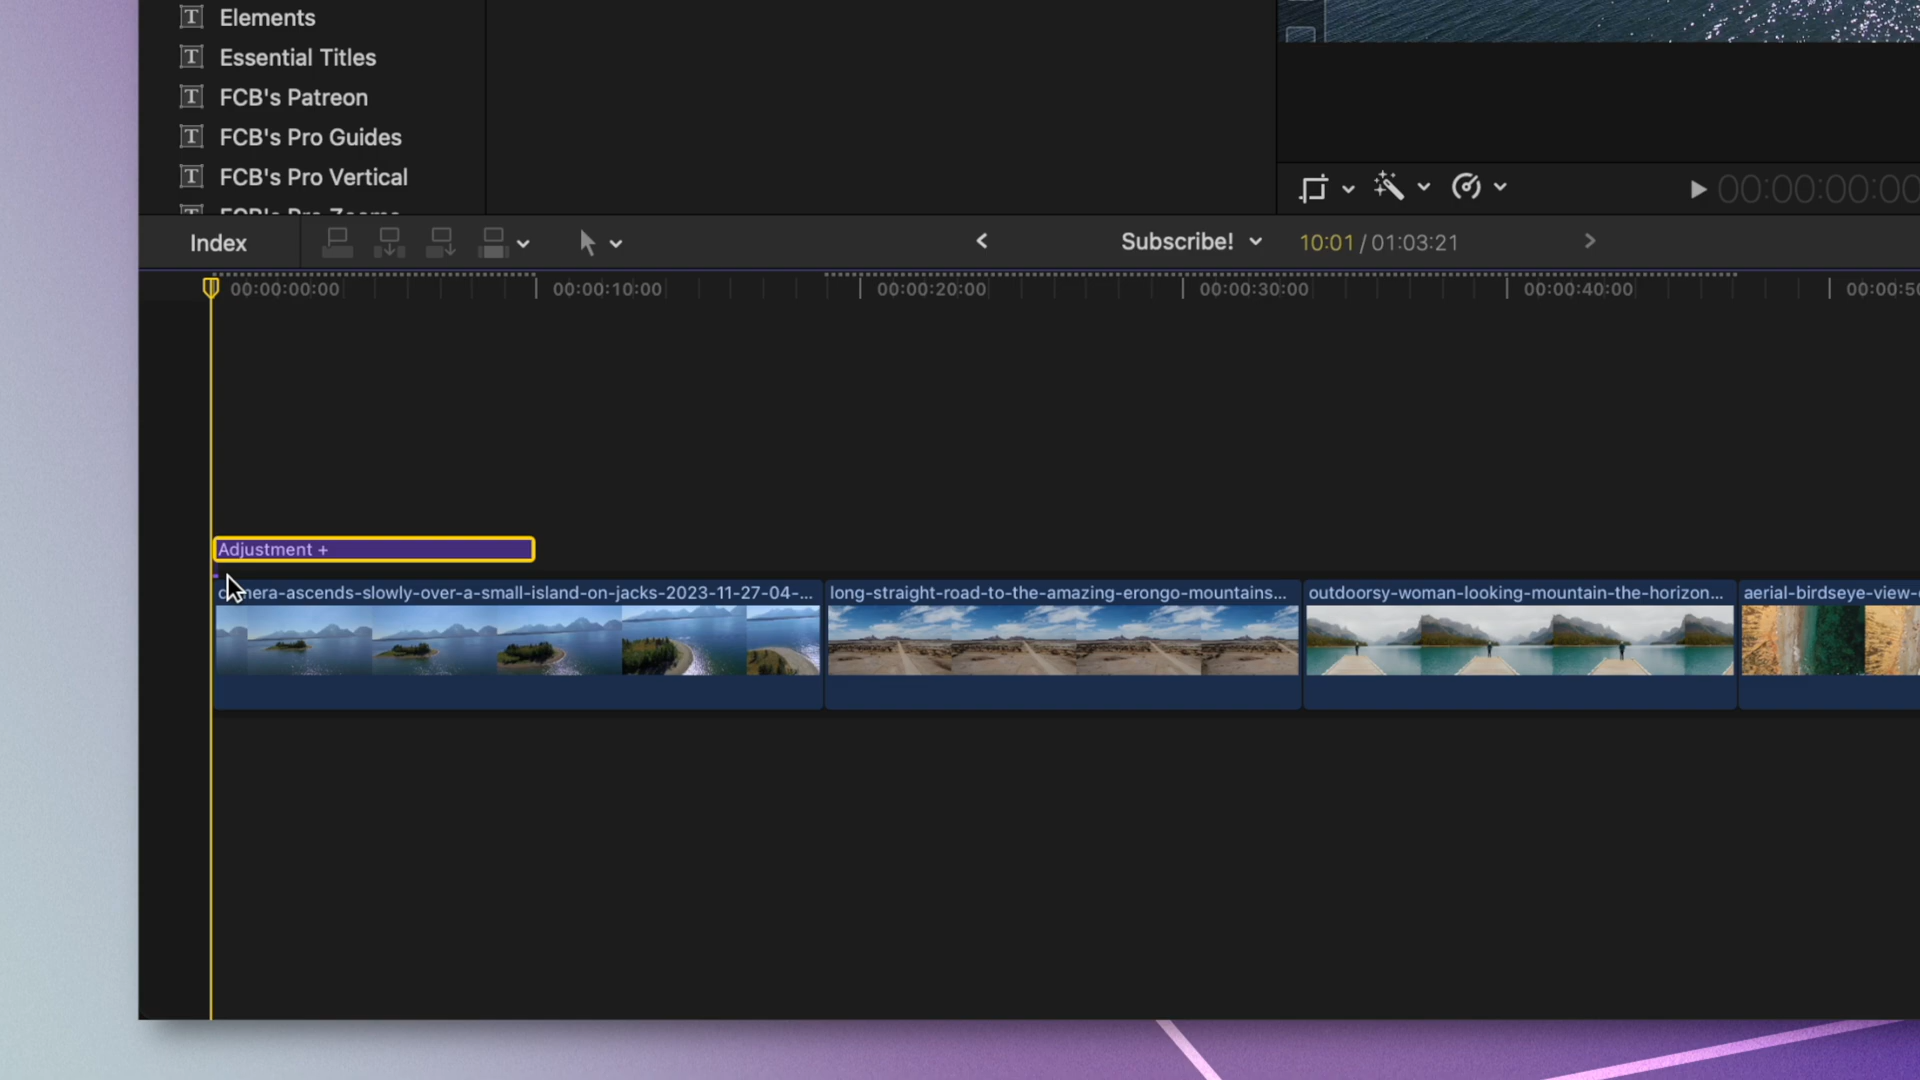 Elements
Essential Titles
FCB's Patreon
FCB's Pro Guides
FCB's Pro Vertical
FCB's Pro Zooms
00:00:00:00
Index
Subscribe!
10:01 / 01:03:21
00:00:00:00
00:00:10:00
00:00:20:00
00:00:30:00
00:00:40:00
00:00:50
Adjustment +
camera-ascends-slowly-over-a-small-island-on-jacks-2023-11-27-04-...
long-straight-road-to-the-amazing-erongo-mountains...
outdoorsy-woman-looking-mountain-the-horizon...
aerial-birdseye-view-